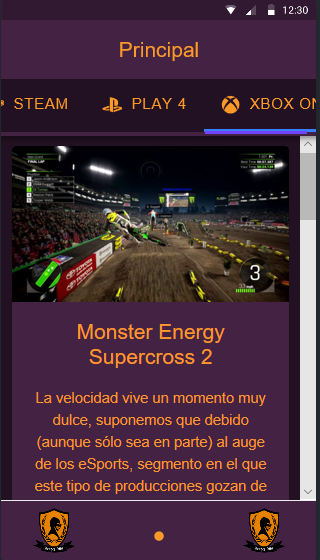 12:30
Principal
STEAM
PLAY 4
XBOX ON
TOYOTA
3
Monster Energy
Supercross 2
La velocidad vive un momento muy
dulce, suponemos que debido
(aunque sólo sea en parte) al auge
de los eSports, segmento en el que
este tipo de producciones gozan de